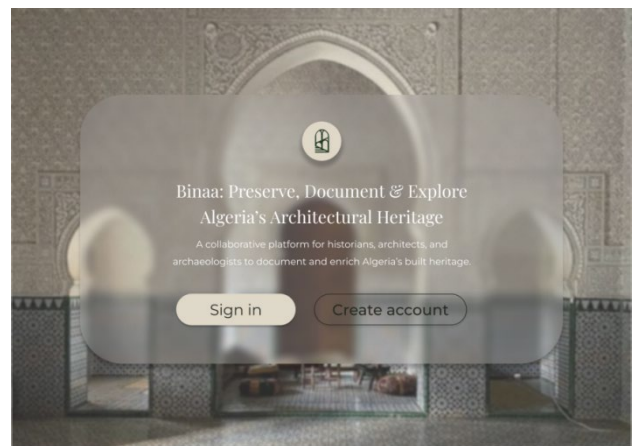 Binaa: Preserve, Document & Explore
Algeria's Architectural Heritage
A collaborative platform for historians, architects, and
archaeologists to document and enrich Algeria's built heritage.
Sign in
Create account